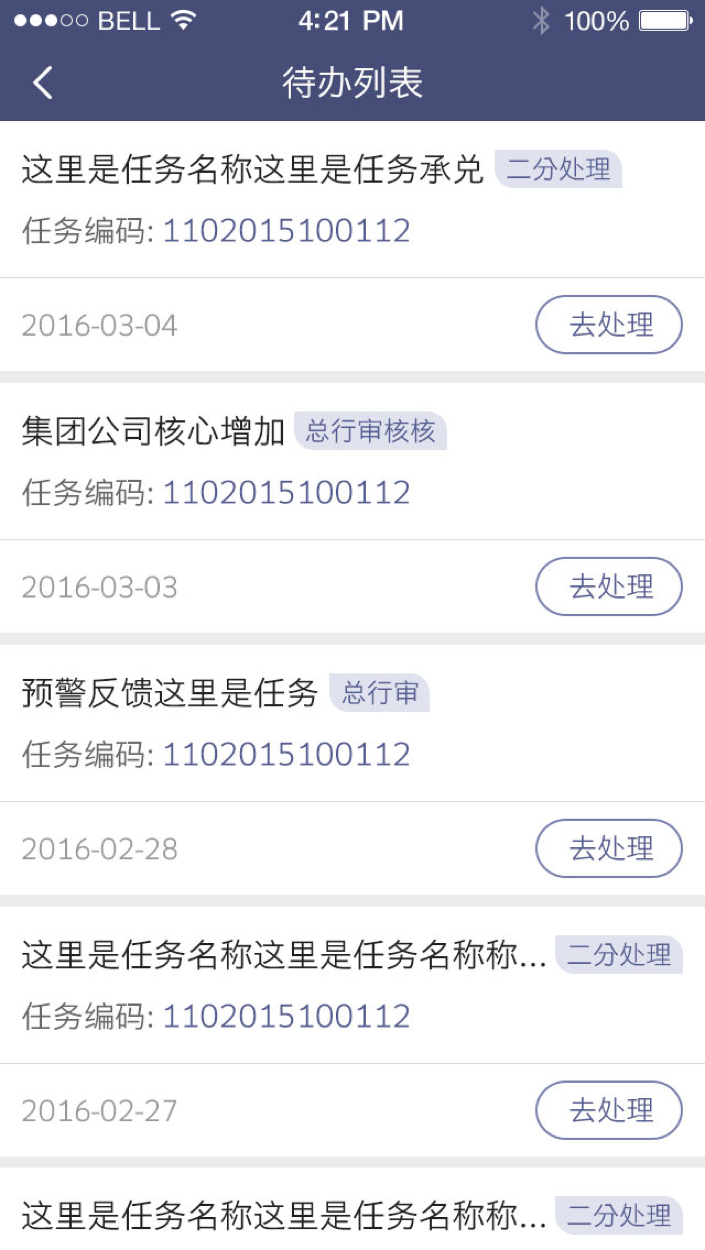 BELL 4:21 PM 100%
待办列表
这里是任务名称这里是任务承兑 二分处理
任务编码: 1102015100112
2016-03-04 去处理
集团公司核心增加 总行审核核
任务编码: 1102015100112
2016-03-03 去处理
预警反馈这里是任务 总行审
任务编码: 1102015100112
2016-02-28 去处理
这里是任务名称这里是任务名称称... 二分处理
任务编码: 1102015100112
2016-02-27 去处理
这里是任务名称这里是任务名称称... 二分处理